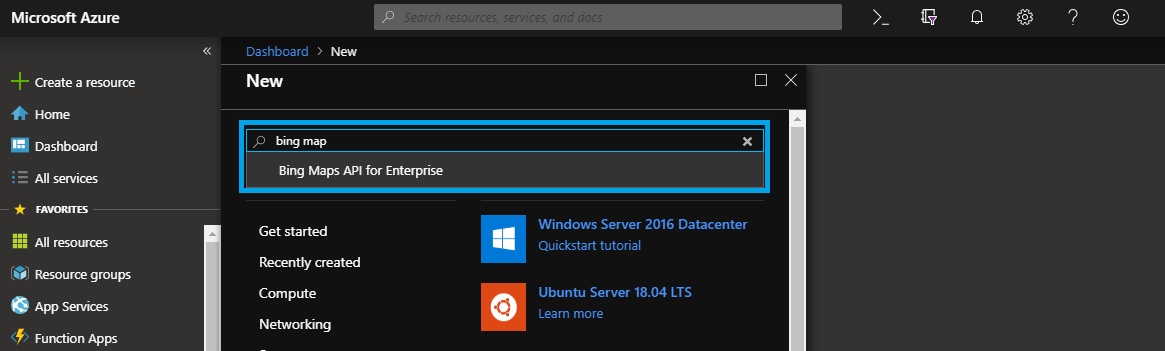 Microsoft Azure
Search resources, services, and docs
Dashboard > New
Create a resource
Home
Dashboard
All services
FAVORITES
All resources
Resource groups
App Services
Function Apps
New
bing map
Bing Maps API for Enterprise
Get started
Recently created
Compute
Networking
Windows Server 2016 Datacenter
Quickstart tutorial
Ubuntu Server 18.04 LTS
Learn more